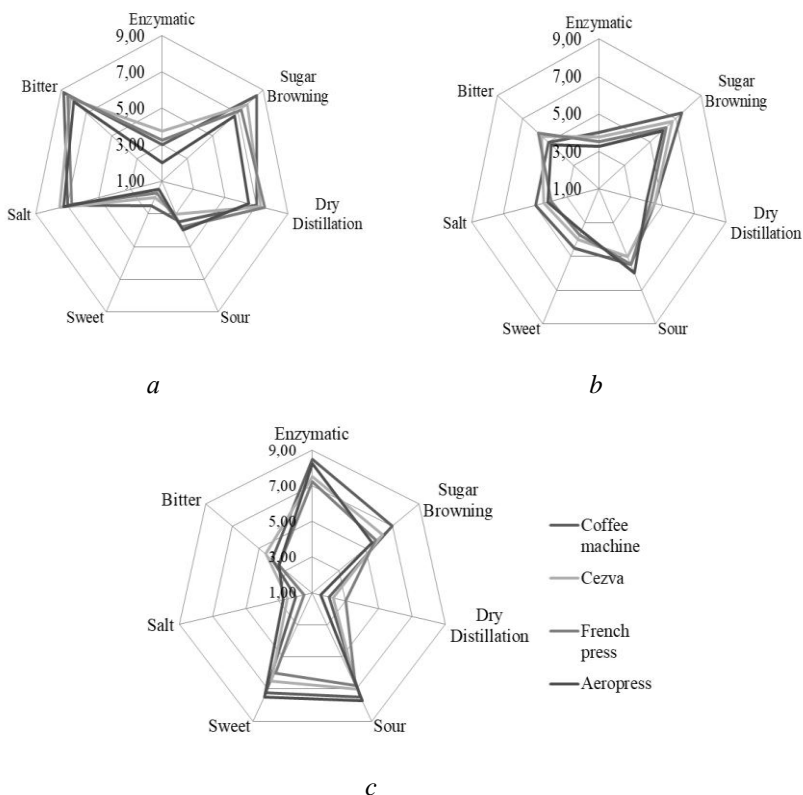 Enzymatic
9,00
7,00
5,00
3,00
1,00
Sugar
Browning
Dry
Distillation
Sour
Sweet
Salt
Bitter
a
Enzymatic
9,00
7,00
5,00
3,00
1,00
Sugar
Browning
Dry
Distillation
Sour
Sweet
Salt
Bitter
b
Enzymatic
9,00
7,00
5,00
3,00
1,00
Sugar
Browning
Dry
Distillation
Sour
Sweet
Salt
Bitter
Coffee
machine
Cezva
French
press
Aeropress
c